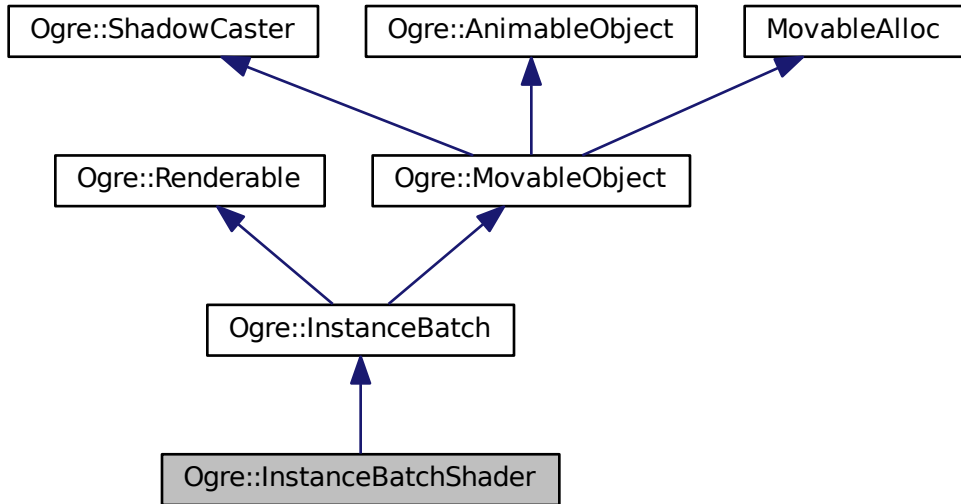 Ogre::ShadowCaster
Ogre::AnimableObject
MovableAlloc
Ogre::Renderable
Ogre::MovableObject
Ogre::InstanceBatch
Ogre::InstanceBatchShader